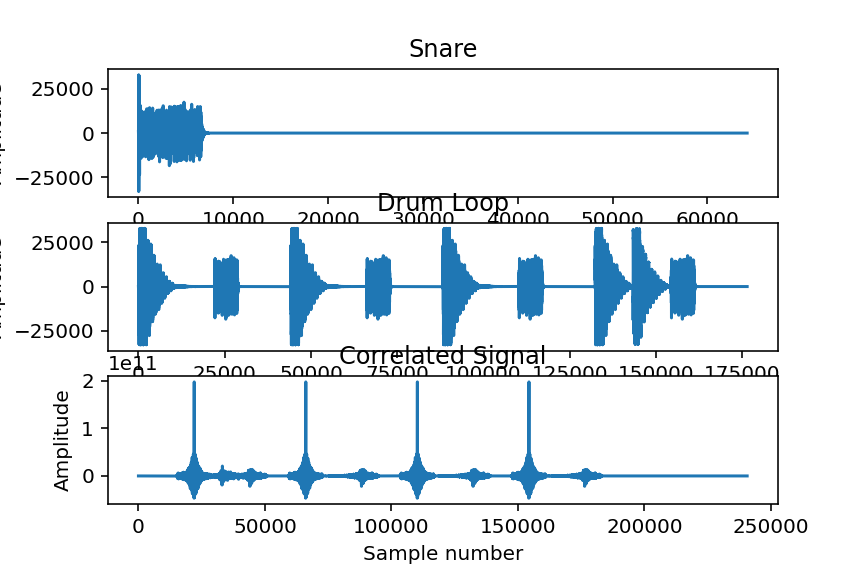 Snare
25000
0
−25000
0 10000 20000 30000 40000 50000 60000
Drum Loop
25000
0
−25000
0 25000 50000 75000 100000 125000 150000 175000
Correlated Signal
1e11
2
1
0
Amplitude
0 50000 100000 150000 200000 250000
Sample number